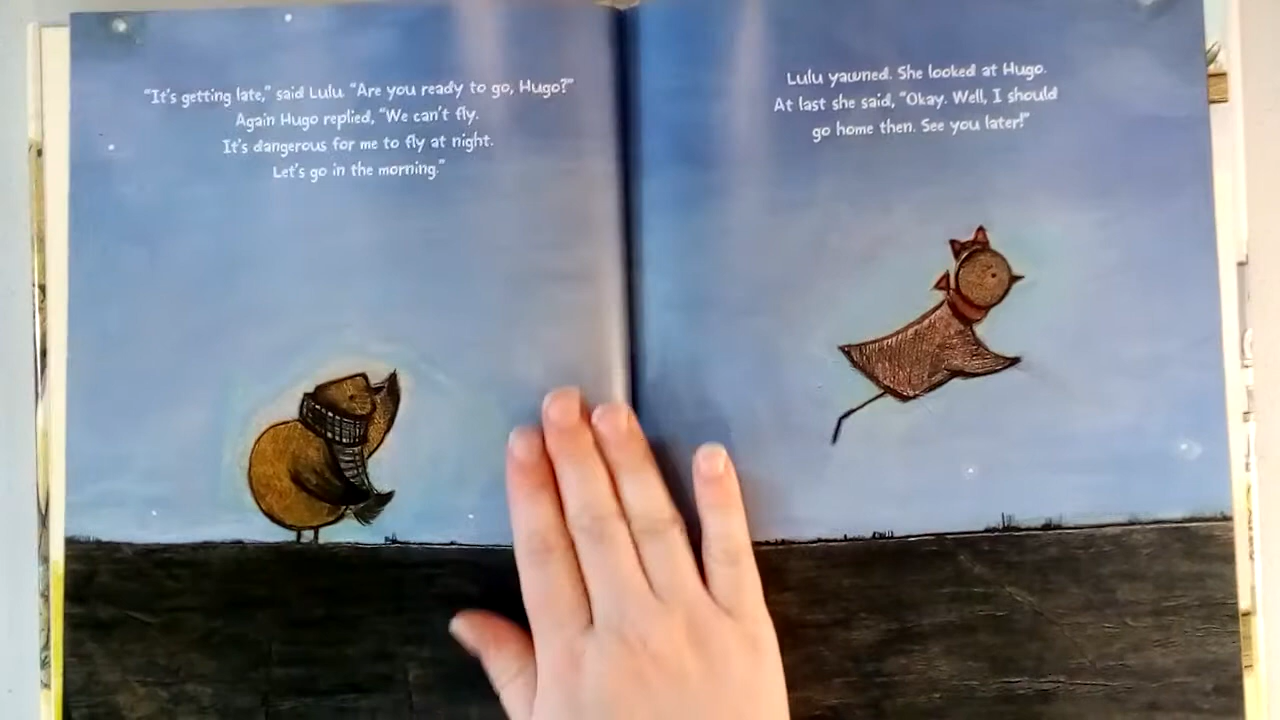 "It's getting late," said Lulu. "Are you ready to go, Hugo?"
Again Hugo replied, "We can't fly.
It's dangerous for me to fly at night.
Let's go in the morning."
Lulu yawned. She looked at Hugo.
At last she said, "Okay. Well, I should
go home then. See you later!"